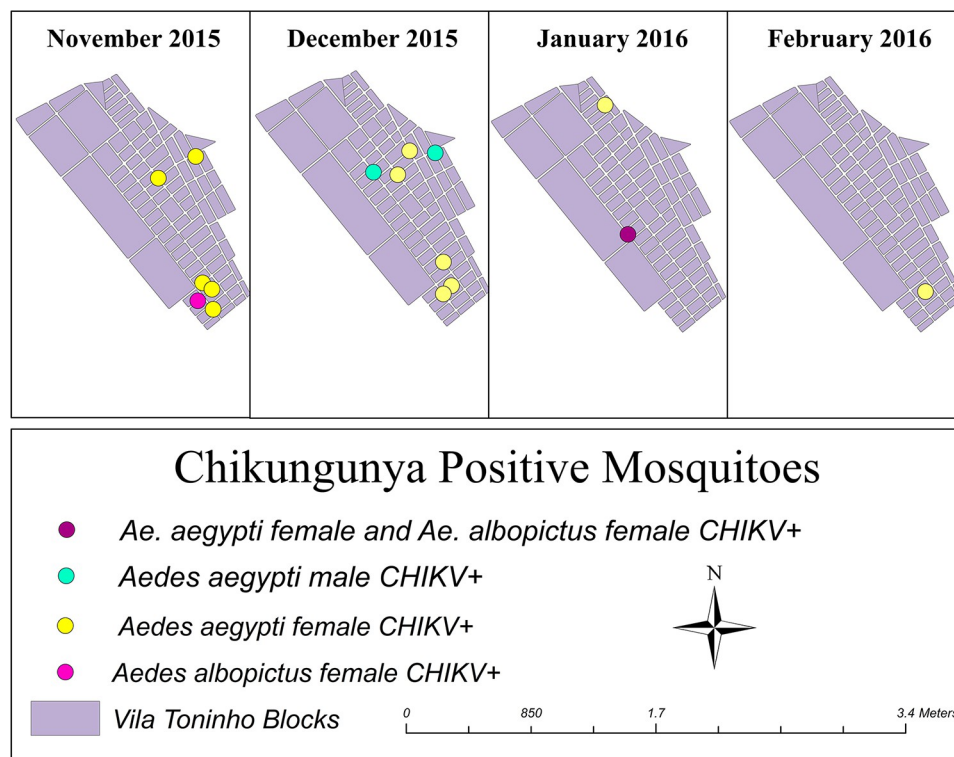 November 2015
December 2015
January 2016
February 2016
Chikungunya Positive Mosquitoes
Ae. aegypti female and Ae. albopictus female CHIKV+
Aedes aegypti male CHIKV+
Aedes aegypti female CHIKV+
Aedes albopictus female CHIKV+
Vila Toninho Blocks
N
0 850 1.7 3.4 Meters